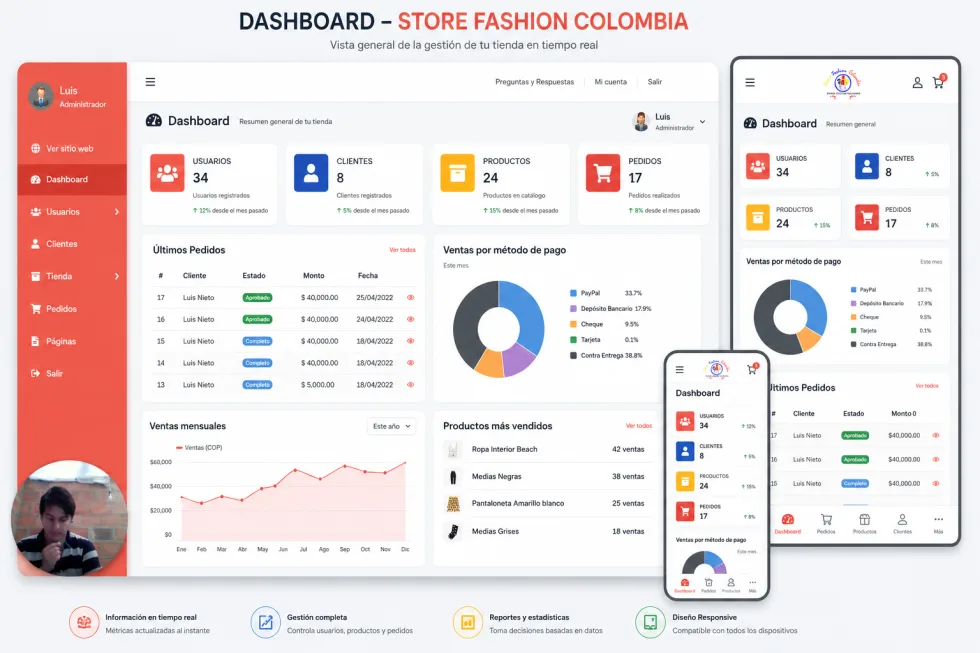 DASHBOARD – STORE FASHION COLOMBIA
Vista general de la gestión de tu tienda en tiempo real
Luis
Administrador
Ver sitio web
Dashboard
Usuarios
Clientes
Tienda
Pedidos
Páginas
Salir
Preguntas y Respuestas
Mi cuenta
Salir
Dashboard Resumen general de tu tienda
Luis
Administrador
USUARIOS
34
Usuarios registrados
↑ 12% desde el mes pasado
CLIENTES
8
Clientes registrados
↑ 5% desde el mes pasado
PRODUCTOS
24
Productos en catálogo
↑ 15% desde el mes pasado
PEDIDOS
17
Pedidos realizados
↑ 8% desde el mes pasado
Últimos Pedidos Ver todos
# Cliente Estado Monto Fecha
17 Luis Nieto Aprobado $ 40,000.00 25/04/2022
16 Luis Nieto Aprobado $ 40,000.00 24/04/2022
15 Luis Nieto Completo $ 40,000.00 18/04/2022
14 Luis Nieto Completo $ 40,000.00 18/04/2022
13 Luis Nieto Completo $ 5,000.00 18/04/2022
Ventas por método de pago
Este mes
PayPal 33.7%
Depósito Bancario 17.9%
Cheque 9.5%
Tarjeta 0.1%
Contra Entrega 38.8%
Ventas mensuales Este año
Ventas (COP)
$60,000
$40,000
$20,000
$0
Ene Feb Mar Abr May Jun Jul Ago Sep Oct Nov Dic
Productos más vendidos Ver todos
Ropa Interior Beach 42 ventas
Medias Negras 38 ventas
Pantaloneta Amarillo blanco 25 ventas
Medias Grises 18 ventas
Dashboard Resumen general
USUARIOS
34
CLIENTES
8 ↑ 5%
PRODUCTOS
24 ↑ 15%
PEDIDOS
17 ↑ 8%
Ventas por método de pago Este mes
PayPal 33.7%
Depósito Bancario 17.9%
Cheque 9.5%
Tarjeta 0.1%
Contra Entrega 38.8%
ltimos Pedidos Ver todos
# Cliente Estado Monto 0
17 Luis Nieto Aprobado $40,000.00
16 Luis Nieto Aprobado $40,000.00
15 Luis Nieto Completo $40,000.00
Dashboard Pedidos Productos Clientes Más
Dashboard
USUARIOS
34 ↑ 12%
CLIENTES
8 ↑ 5%
PRODUCTOS
24 ↑ 15%
PEDIDOS
17 ↑ 8%
Ventas por método de pago
Este mes
Dashboard Pedidos Productos Más
Información en tiempo real
Métricas actualizadas al instante
Gestión completa
Controla usuarios, productos y pedidos
Reportes y estadísticas
Toma decisiones basadas en datos
Diseño Responsive
Compatible con todos los dispositivos